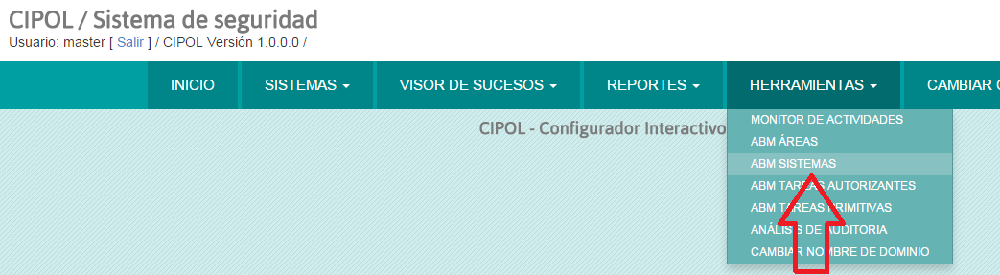 CIPOL / Sistema de seguridad
Usuario: master [ Salir ] / CIPOL Versión 1.0.0.0 /
INICIO SISTEMAS VISOR DE SUCESOS REPORTES HERRAMIENTAS CAMBIAR
CIPOL - Configurador Interactivo
MONITOR DE ACTIVIDADES
ABM ÁREAS
ABM SISTEMAS
ABM TAREAS AUTORIZANTES
ABM TAREAS PRIMITIVAS
ANÁLISIS DE AUDITORIA
CAMBIAR NOMBRE DE DOMINIO